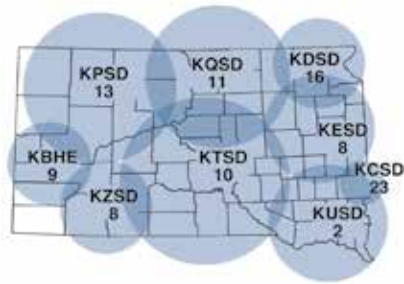 KPSD
13
KQSD
11
KDSD
16
KESD
8
KBHE
9
KTSD
10
KCSD
23
KZSD
8
KUSD
2